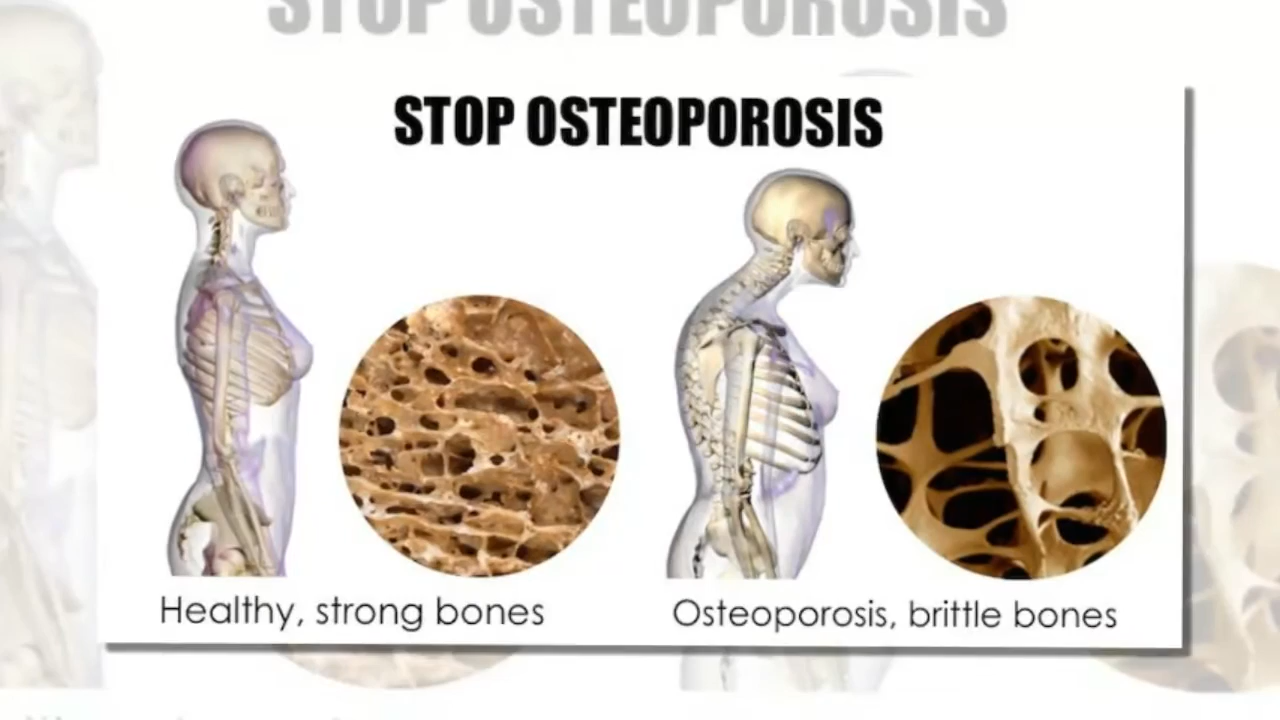 STOP OSTEOPOROSIS
STOP OSTEOPOROSIS
Healthy, strong bones
Osteoporosis, brittle bones